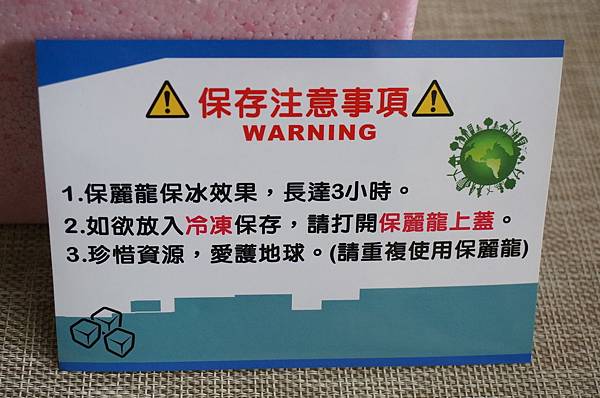 保存注意事項
WARNING
1.保麗龍保冰效果，長達3小時。
2.如欲放入冷凍保存，請打開保麗龍上蓋。
3.珍惜資源，愛護地球。(請重複使用保麗龍)